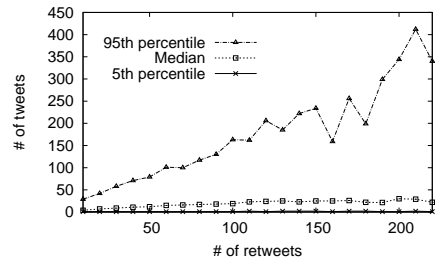 450
400
350
300
250
200
150
100
50
0
# of tweets
95th percentile
Median
5th percentile
50 100 150 200
# of retweets